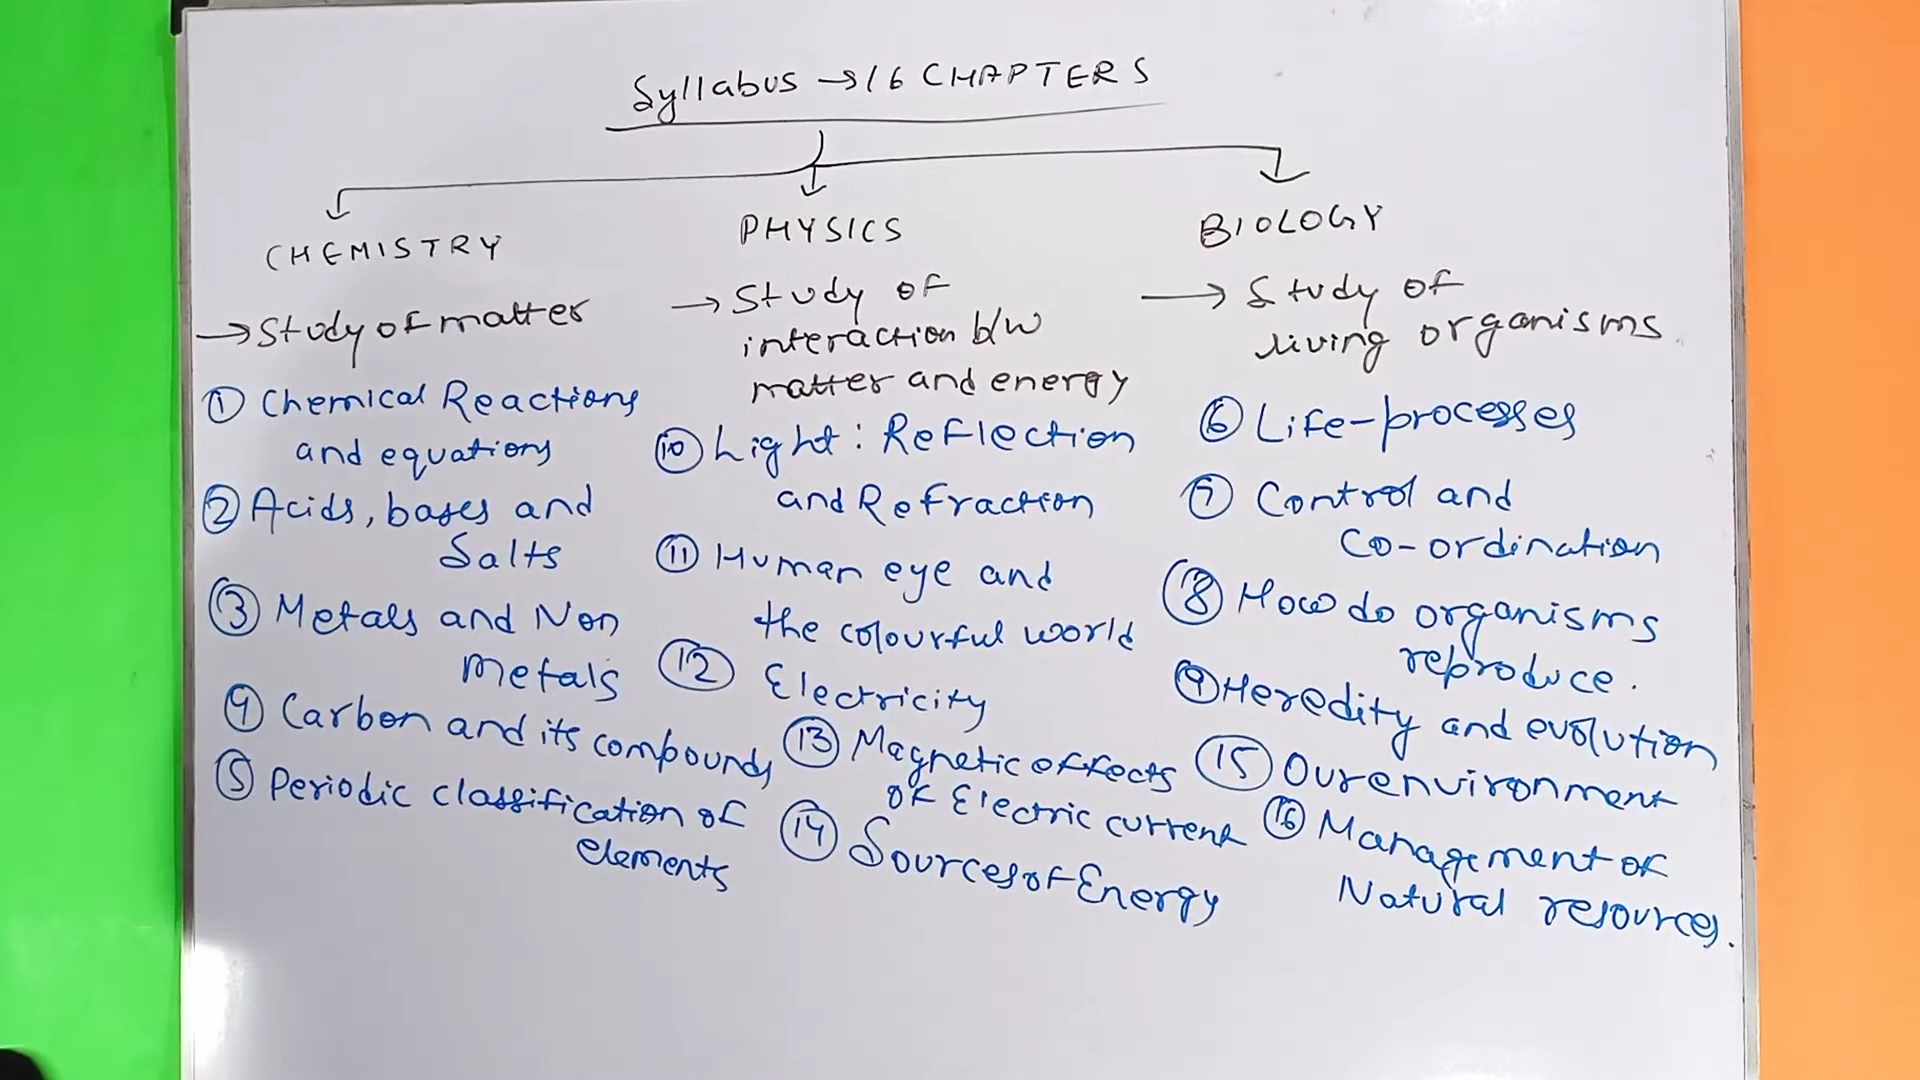 Syllabus → 16 CHAPTERS
CHEMISTRY
→ Study of matter
① Chemical Reactions
and equations
② Acids, bases and
Salts
③ Metals and Non
Metals
④ Carbon and its compounds
⑤ Periodic classification of
elements
PHYSICS
→ Study of
interaction b/w
matter and energy
⑩ Light : Reflection
and Refraction
⑪ Human eye and
the colourful world
⑫ Electricity
⑬ Magnetic effects
of Electric current
⑭ Sources of Energy
BIOLOGY
→ Study of
living organisms
⑥ Life-processes
⑦ Control and
Co-ordination
⑧ How do organisms
reproduce.
⑨ Heredity and evolution
⑮ Our environment
⑯ Management of
Natural resources.